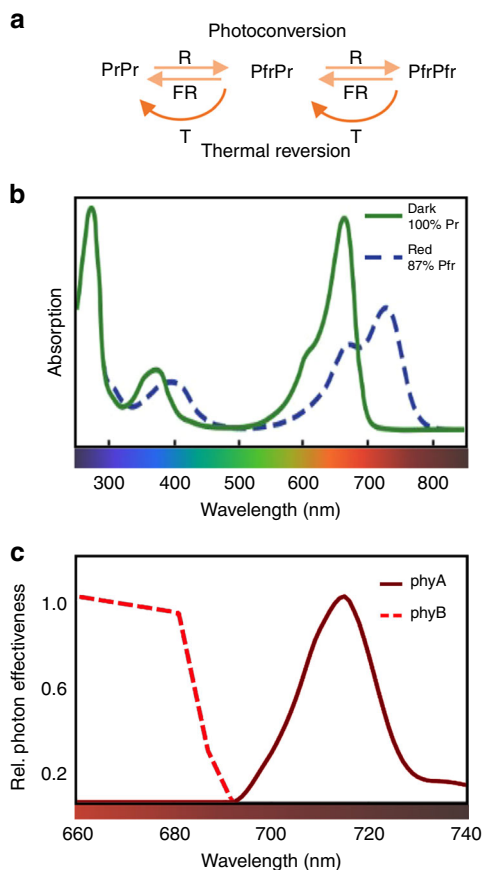 a
Photoconversion
PrPr R PfrPr R PfrPfr
FR FR
T T
Thermal reversion
b
Dark
100% Pr
Red
87% Pfr
Absorption
300 400 500 600 700 800
Wavelength (nm)
c
phyA
phyB
1.0
0.6
0.2
Rel. photon effectiveness
660 680 700 720 740
Wavelength (nm)